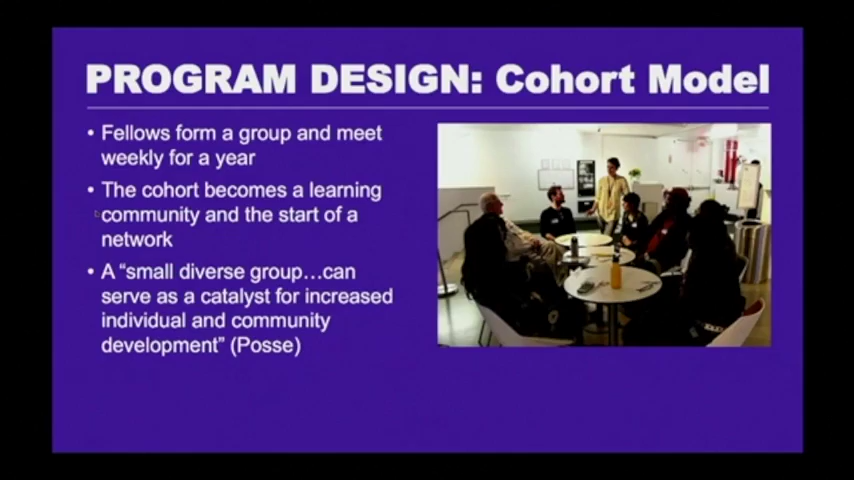 PROGRAM DESIGN: Cohort Model
• Fellows form a group and meet
weekly for a year
• The cohort becomes a learning
community and the start of a
network
• A “small diverse group…can
serve as a catalyst for increased
individual and community
development” (Posse)